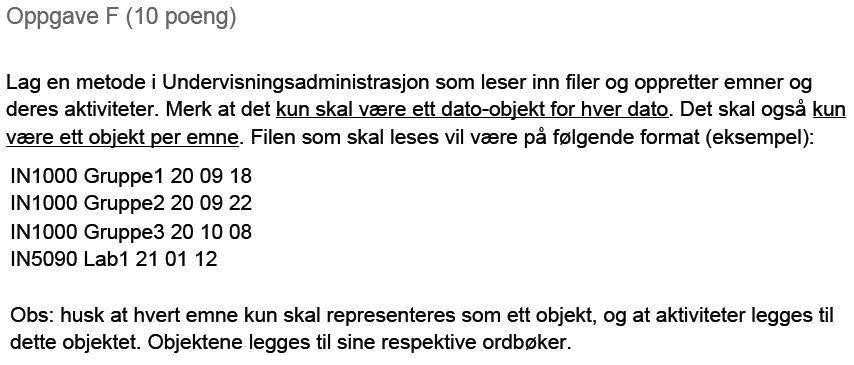 Oppgave F (10 poeng)
Lag en metode i Undervisningsadministrasjon som leser inn filer og oppretter emner og
deres aktiviteter. Merk at det kun skal være ett dato-objekt for hver dato. Det skal også kun
være ett objekt per emne. Filen som skal leses vil være på følgende format (eksempel):
IN1000 Gruppe1 20 09 18
IN1000 Gruppe2 20 09 22
IN1000 Gruppe3 20 10 08
IN5090 Lab1 21 01 12
Obs: husk at hvert emne kun skal representeres som ett objekt, og at aktiviteter legges til
dette objektet. Objektene legges til sine respektive ordbøker.